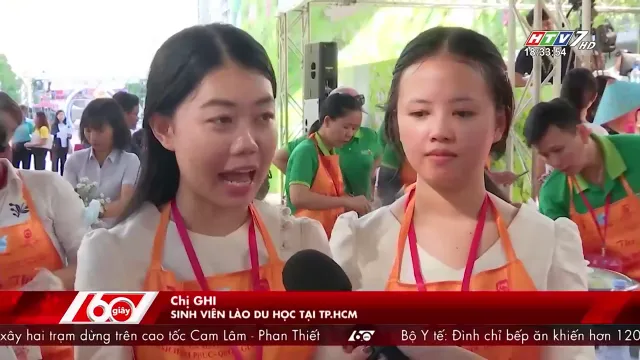 HTV7 HD
18:33:54
60 giây
Chị GHI
SINH VIÊN LÀO DU HỌC TẠI TP.HCM
xây hai trạm dừng trên cao tốc Cam Lâm - Phan Thiết 60 Bộ Y tế: Đình chỉ bếp ăn khiến hơn 120